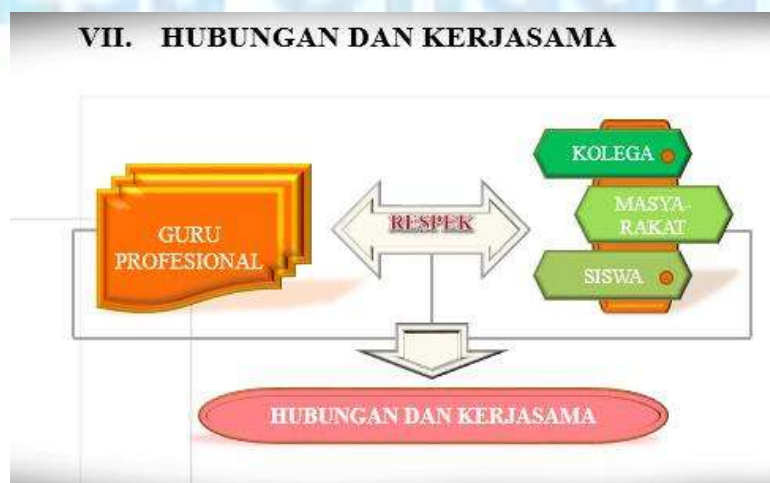 VII. HUBUNGAN DAN KERJASAMA
GURU
PROFESIONAL
RESPEK
KOLEGA
MASYA-
RAKAT
SISWA
HUBUNGAN DAN KERJASAMA